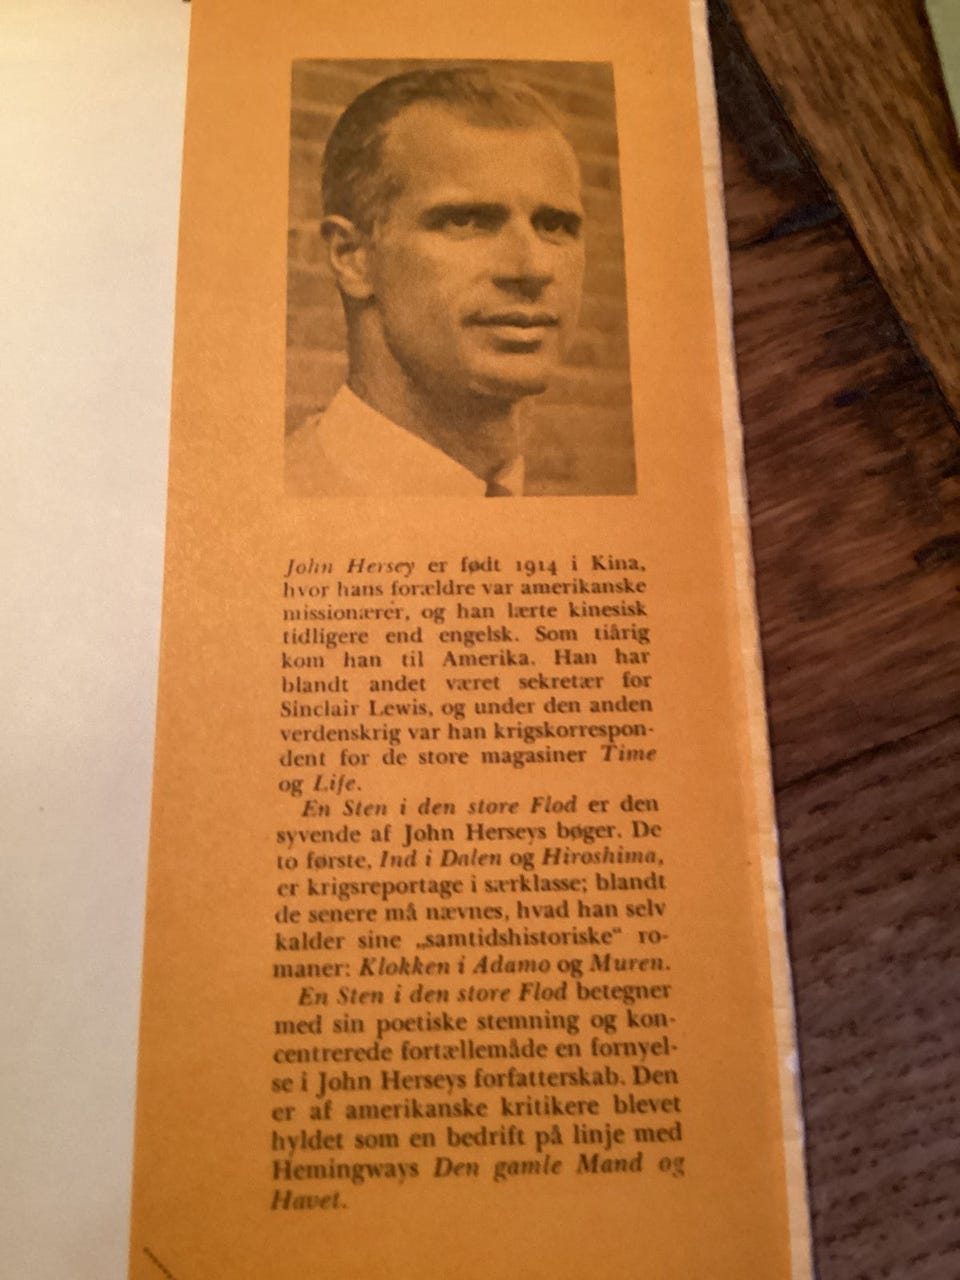 John Hersey er født 1914 i Kina,
hvor hans forældre var amerikanske
missionærer, og han lærte kinesisk
tidligere end engelsk. Som tiårig
kom han til Amerika. Han har
blandt andet været sekretær for
Sinclair Lewis, og under den anden
verdenskrig var han krigskorrespon-
dent for de store magasiner Time
og Life.
En Sten i den store Flod er den
syvende af John Herseys bøger. De
to første, Ind i Dalen og Hiroshima,
er krigsreportage i særklasse; blandt
de senere må nævnes, hvad han selv
kalder sine „samtidshistoriske“ ro-
maner: Klokken i Adamo og Muren.
En Sten i den store Flod betegner
med sin poetiske stemning og kon-
centrerede fortællemåde en fornyel-
se i John Herseys forfatterskab. Den
er af amerikanske kritikere blevet
hyldet som en bedrift på linje med
Hemingways Den gamle Mand og
Havet.